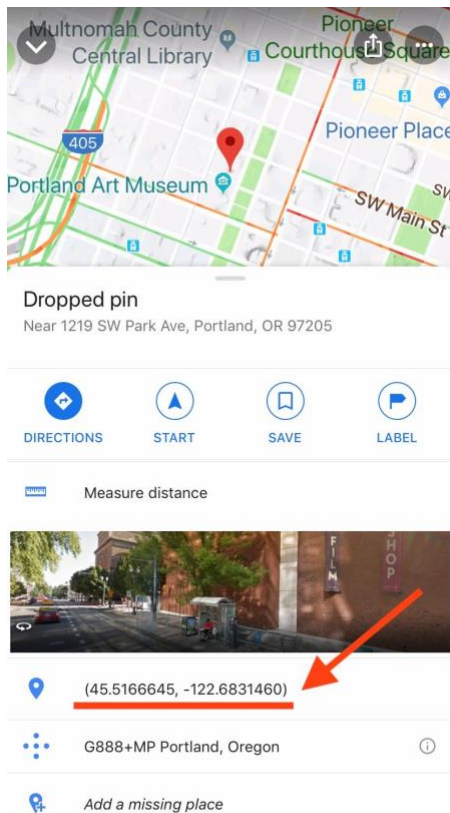 Multnomah County
Central Library
Pioneer
Courthouse Square
405
Pioneer Place
Portland Art Museum
SW Main St
SW
Dropped pin
Near 1219 SW Park Ave, Portland, OR 97205
DIRECTIONS
START
SAVE
LABEL
Measure distance
FILM
SHOP
(45.5166645, -122.6831460)
G888+MP Portland, Oregon
Add a missing place